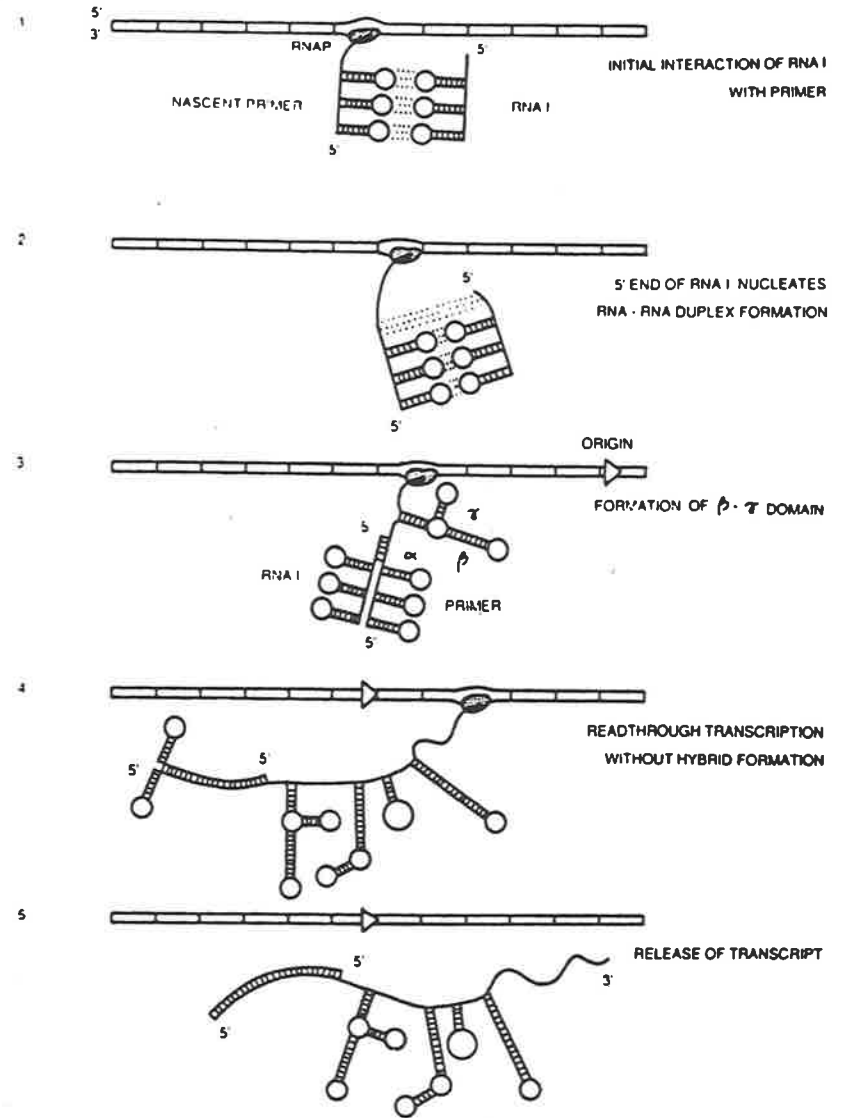 1
5'
3'
RNAP
5'
NASCENT PRIMER
RNA I
5'
INITIAL INTERACTION OF RNA I
WITH PRIMER
2
5'
5'
5' END OF RNA I NUCLEATES
RNA - RNA DUPLEX FORMATION
3
ORIGIN
FORMATION OF β - γ DOMAIN
γ
5'
α
β
RNA I
PRIMER
5'
4
READTHROUGH TRANSCRIPTION
WITHOUT HYBRID FORMATION
5'
5'
5
RELEASE OF TRANSCRIPT
5'
3'
5'